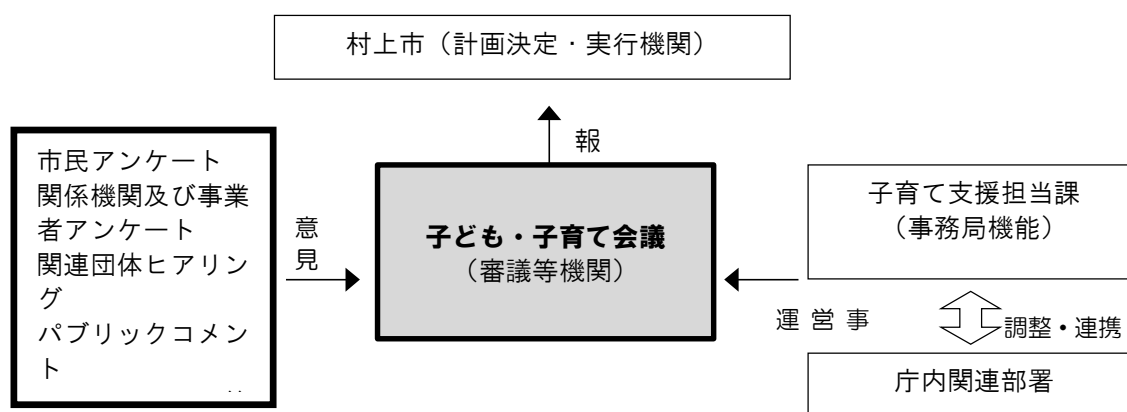 村上市（計画決定・実行機関）
報
市民アンケート
関係機関及び事業
者アンケート
関連団体ヒアリン
グ
パブリックコメン
ト
意
見
子ども・子育て会議
（審議等機関）
子育て支援担当課
（事務局機能）
運営事
調整・連携
庁内関連部署